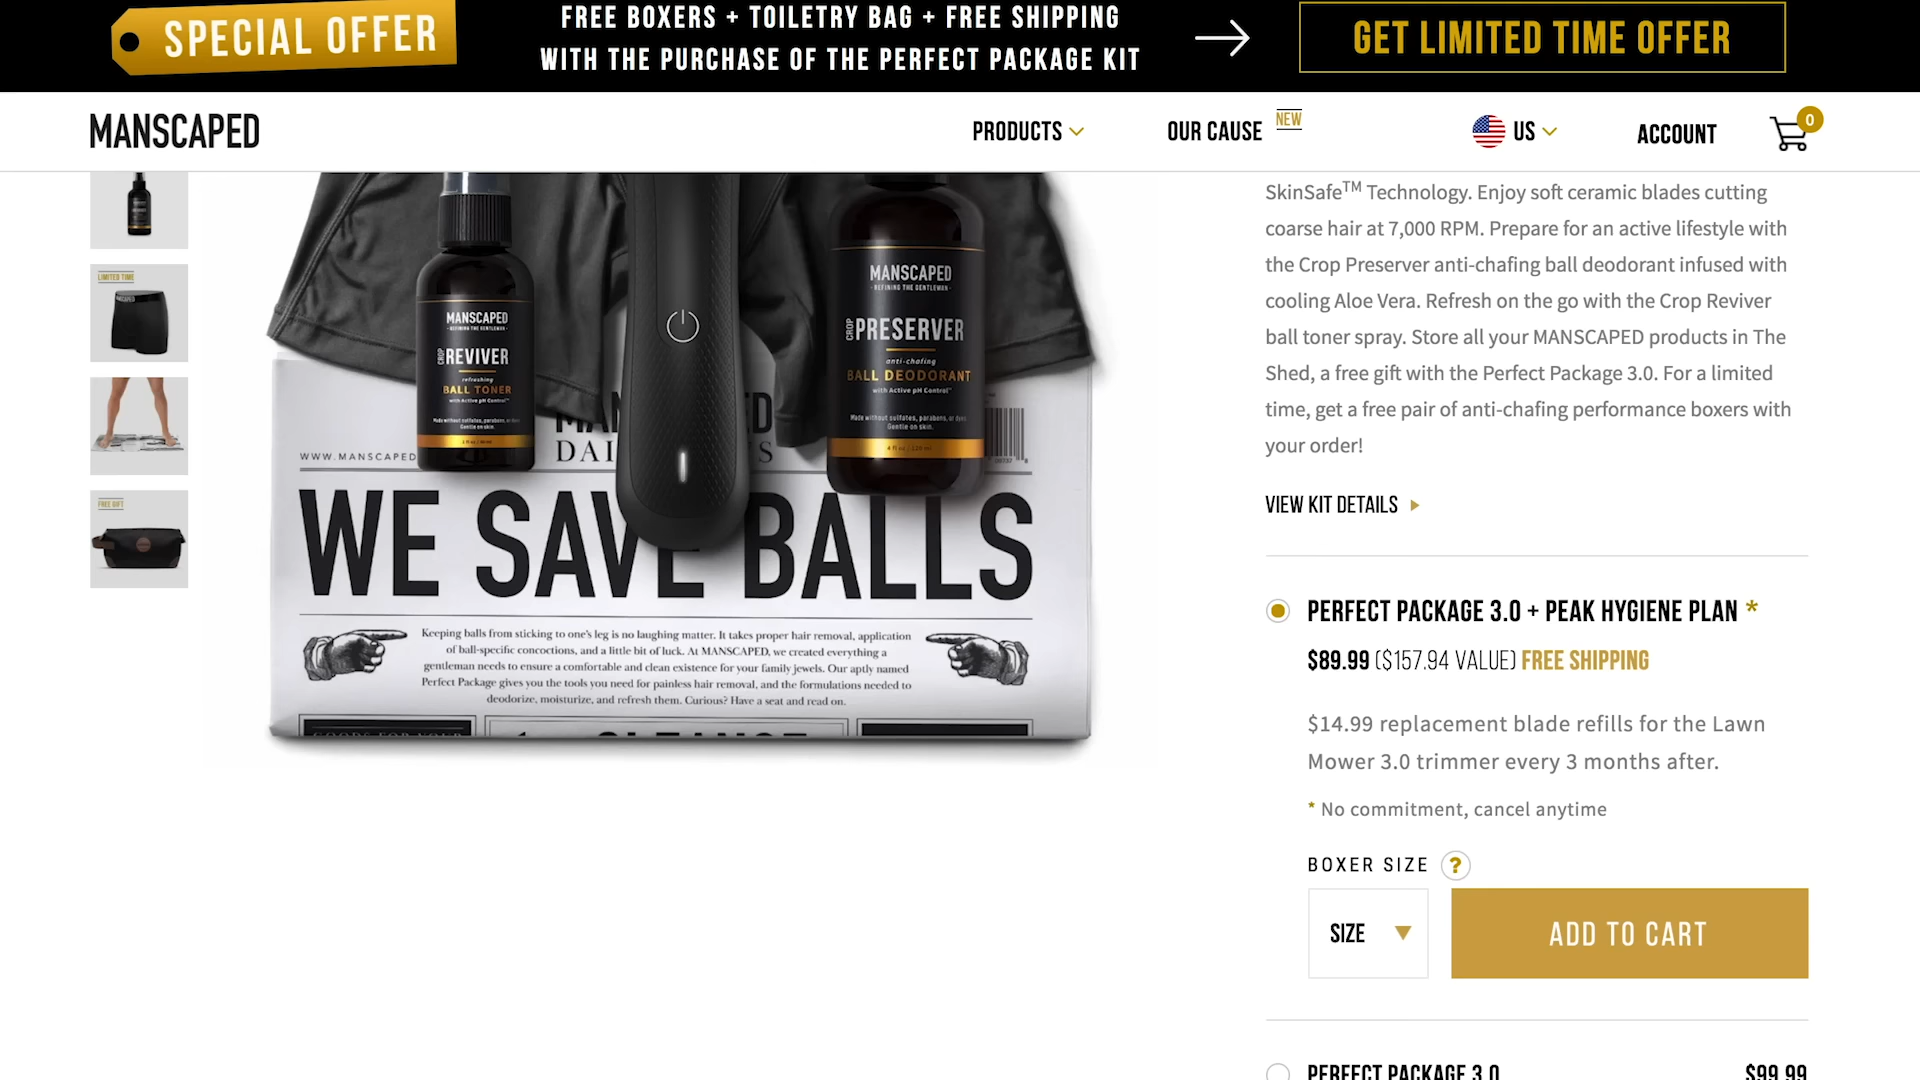 SPECIAL OFFER
FREE BOXERS + TOILETRY BAG + FREE SHIPPING
WITH THE PURCHASE OF THE PERFECT PACKAGE KIT
GET LIMITED TIME OFFER
MANSCAPED
PRODUCTS
OUR CAUSE
NEW
US
ACCOUNT
0
LIMITED TIME
MANSCAPED
FREE GIFT
MANSCAPED
REFINING THE GENTLEMAN
CROP
REVIVER
refreshing
BALL TONER
with Active pH Control™
Made without sulfates, parabens, or dyes
Gentle on skin.
MANSCAPED
REFINING THE GENTLEMAN
CROP
PRESERVER
anti-chafing
BALL DEODORANT
with Active pH Control™
Made without sulfates, parabens, or dyes
Gentle on skin.
WWW.MANSCAPED
WE SAVE BALLS
Keeping balls from sticking to one's leg is no laughing matter. It takes proper hair removal, application
of ball-specific concoctions, and a little bit of luck. At MANSCAPED, we created everything a
gentleman needs to ensure a comfortable and clean existence for your family jewels. Our aptly named
Perfect Package gives you the tools you need for painless hair removal, and the formulations needed to
deodorize, moisturize, and refresh them. Curious? Have a seat and read on.
SkinSafe™ Technology. Enjoy soft ceramic blades cutting
coarse hair at 7,000 RPM. Prepare for an active lifestyle with
the Crop Preserver anti-chafing ball deodorant infused with
cooling Aloe Vera. Refresh on the go with the Crop Reviver
ball toner spray. Store all your MANSCAPED products in The
Shed, a free gift with the Perfect Package 3.0. For a limited
time, get a free pair of anti-chafing performance boxers with
your order!
VIEW KIT DETAILS
PERFECT PACKAGE 3.0 + PEAK HYGIENE PLAN *
$89.99 ($157.94 VALUE) FREE SHIPPING
$14.99 replacement blade refills for the Lawn
Mower 3.0 trimmer every 3 months after.
* No commitment, cancel anytime
BOXER SIZE ?
SIZE
ADD TO CART
PERFECT PACKAGE 3.0 $99.99